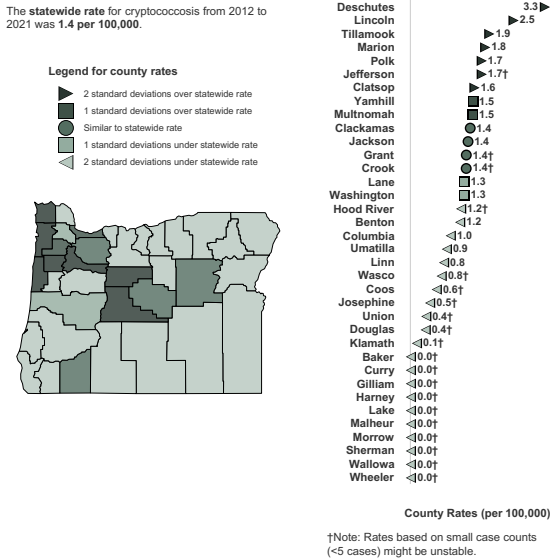 The statewide rate for cryptococcosis from 2012 to
2021 was 1.4 per 100,000.
Legend for county rates
2 standard deviations over statewide rate
1 standard deviations over statewide rate
Similar to statewide rate
1 standard deviations under statewide rate
2 standard deviations under statewide rate
Deschutes 3.3
Lincoln 2.5
Tillamook 1.9
Marion 1.8
Polk 1.7
Jefferson 1.7†
Clatsop 1.6
Yamhill 1.5
Multnomah 1.5
Clackamas 1.4
Jackson 1.4
Grant 1.4†
Crook 1.4†
Lane 1.3
Washington 1.3
Hood River 1.2†
Benton 1.2
Columbia 1.0
Umatilla 0.9
Linn 0.8
Wasco 0.8†
Coos 0.6†
Josephine 0.5†
Union 0.4†
Douglas 0.4†
Klamath 0.1†
Baker 0.0†
Curry 0.0†
Gilliam 0.0†
Harney 0.0†
Lake 0.0†
Malheur 0.0†
Morrow 0.0†
Sherman 0.0†
Wallowa 0.0†
Wheeler 0.0†
County Rates (per 100,000)
†Note: Rates based on small case counts
(<5 cases) might be unstable.